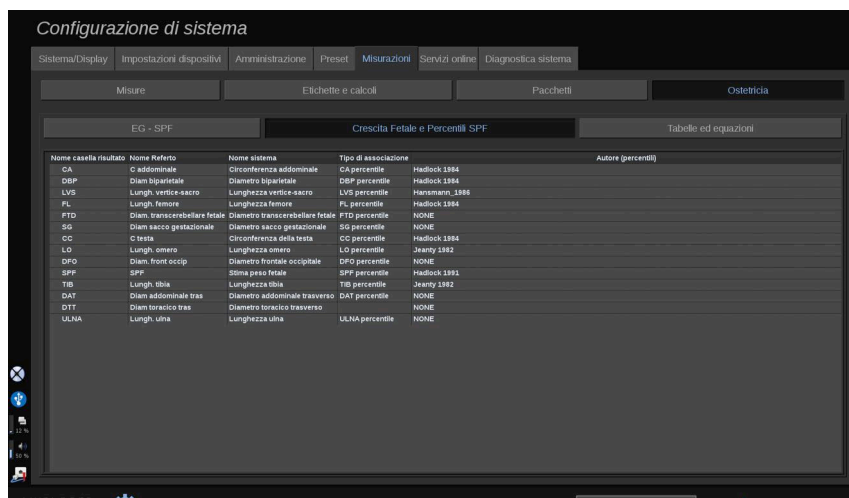 Configurazione di sistema
Sistema/Display Impostazioni dispositivi Amministrazione Preset Misurazioni Servizi online Diagnostica sistema
Misure Etichette e calcoli Pacchetti Ostetricia
EG - SPF Crescita Fetale e Percentili SPF Tabelle ed equazioni
Nome casella risultato Nome Referto Nome sistema Tipo di associazione Autore (percentili)
CA C addominale Circonferenza addominale CA percentile Hadlock 1984
DBP Diam biparietale Diametro biparietale DBP percentile Hadlock 1984
LVS Lungh. vertice-sacro Lunghezza vertice-sacro LVS percentile Hansmann_1986
FL Lungh. femore Lunghezza femore FL percentile Hadlock 1984
FTD Diam. transcerebellare fetale Diametro transcerebellare fetale FTD percentile NONE
SG Diam sacco gestazionale Diametro sacco gestazionale SG percentile NONE
CC C testa Circonferenza della testa CC percentile Hadlock 1984
LO Lungh. omero Lunghezza omero LO percentile Jeanty 1982
DFO Diam. front occip Diametro frontale occipitale DFO percentile NONE
SPF SPF Stima peso fetale SPF percentile Hadlock 1991
TIB Lungh. tibia Lunghezza tibia TIB percentile Jeanty 1982
DAT Diam addominale tras Diametro addominale trasverso DAT percentile NONE
DTT Diam toracico tras Diametro toracico trasverso NONE
ULNA Lungh. ulna Lunghezza ulna ULNA percentile NONE
12 %
50 %